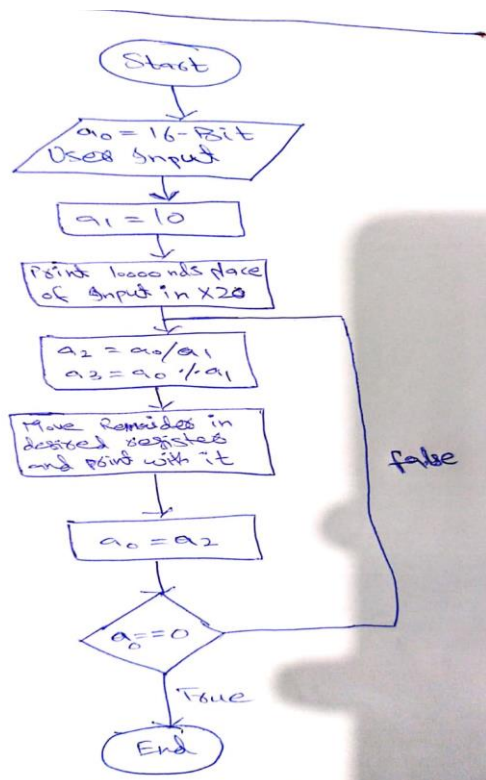 Start
a0 = 16-Bit
User Input
a1 = 10
Print 10000nds place
of Input in X20
a2 = a0/a1
a3 = a0 % a1
Move Remaider in
desired register
and print with it
false
a0 = a2
a0 == 0
True
End